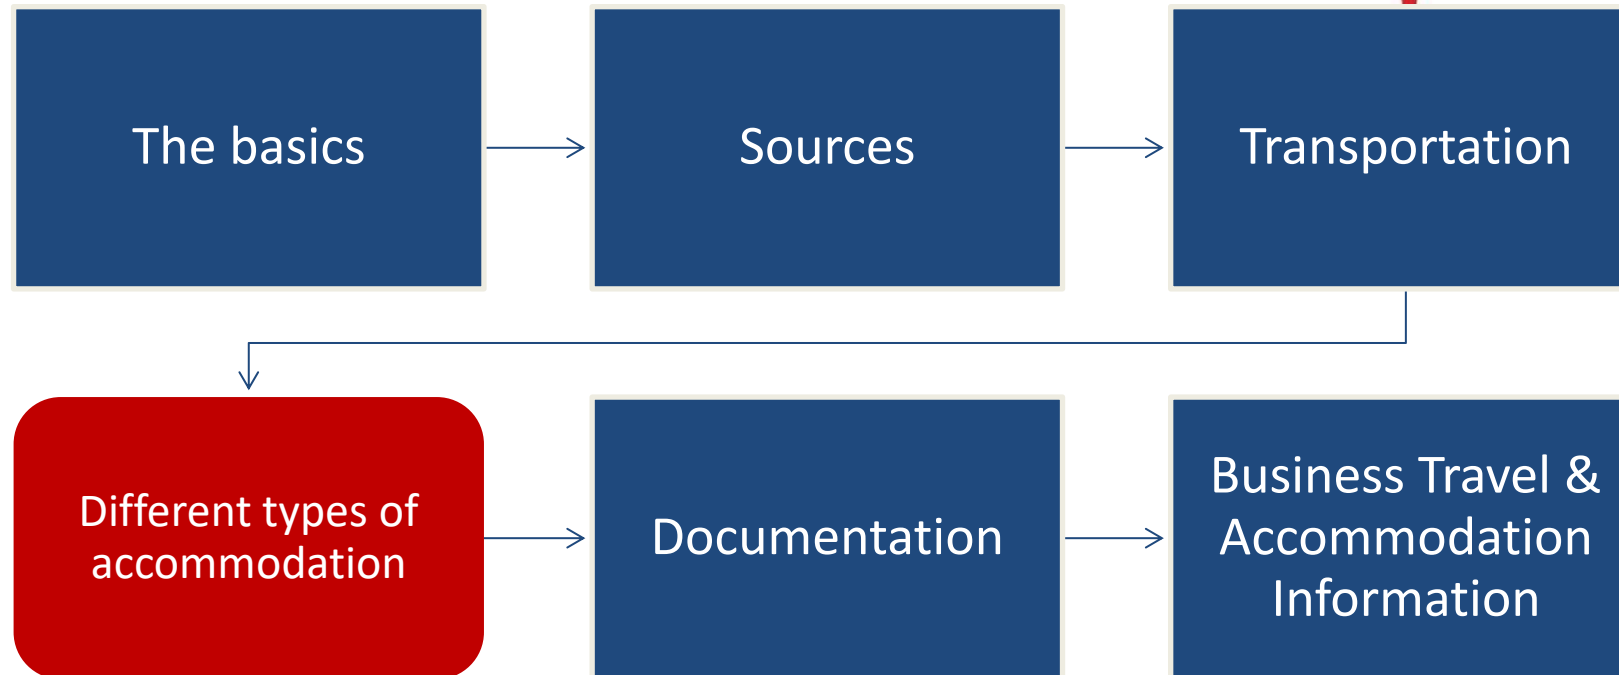 The basics
Sources
Transportation
Different types of
accommodation
Documentation
Business Travel &
Accommodation
Information